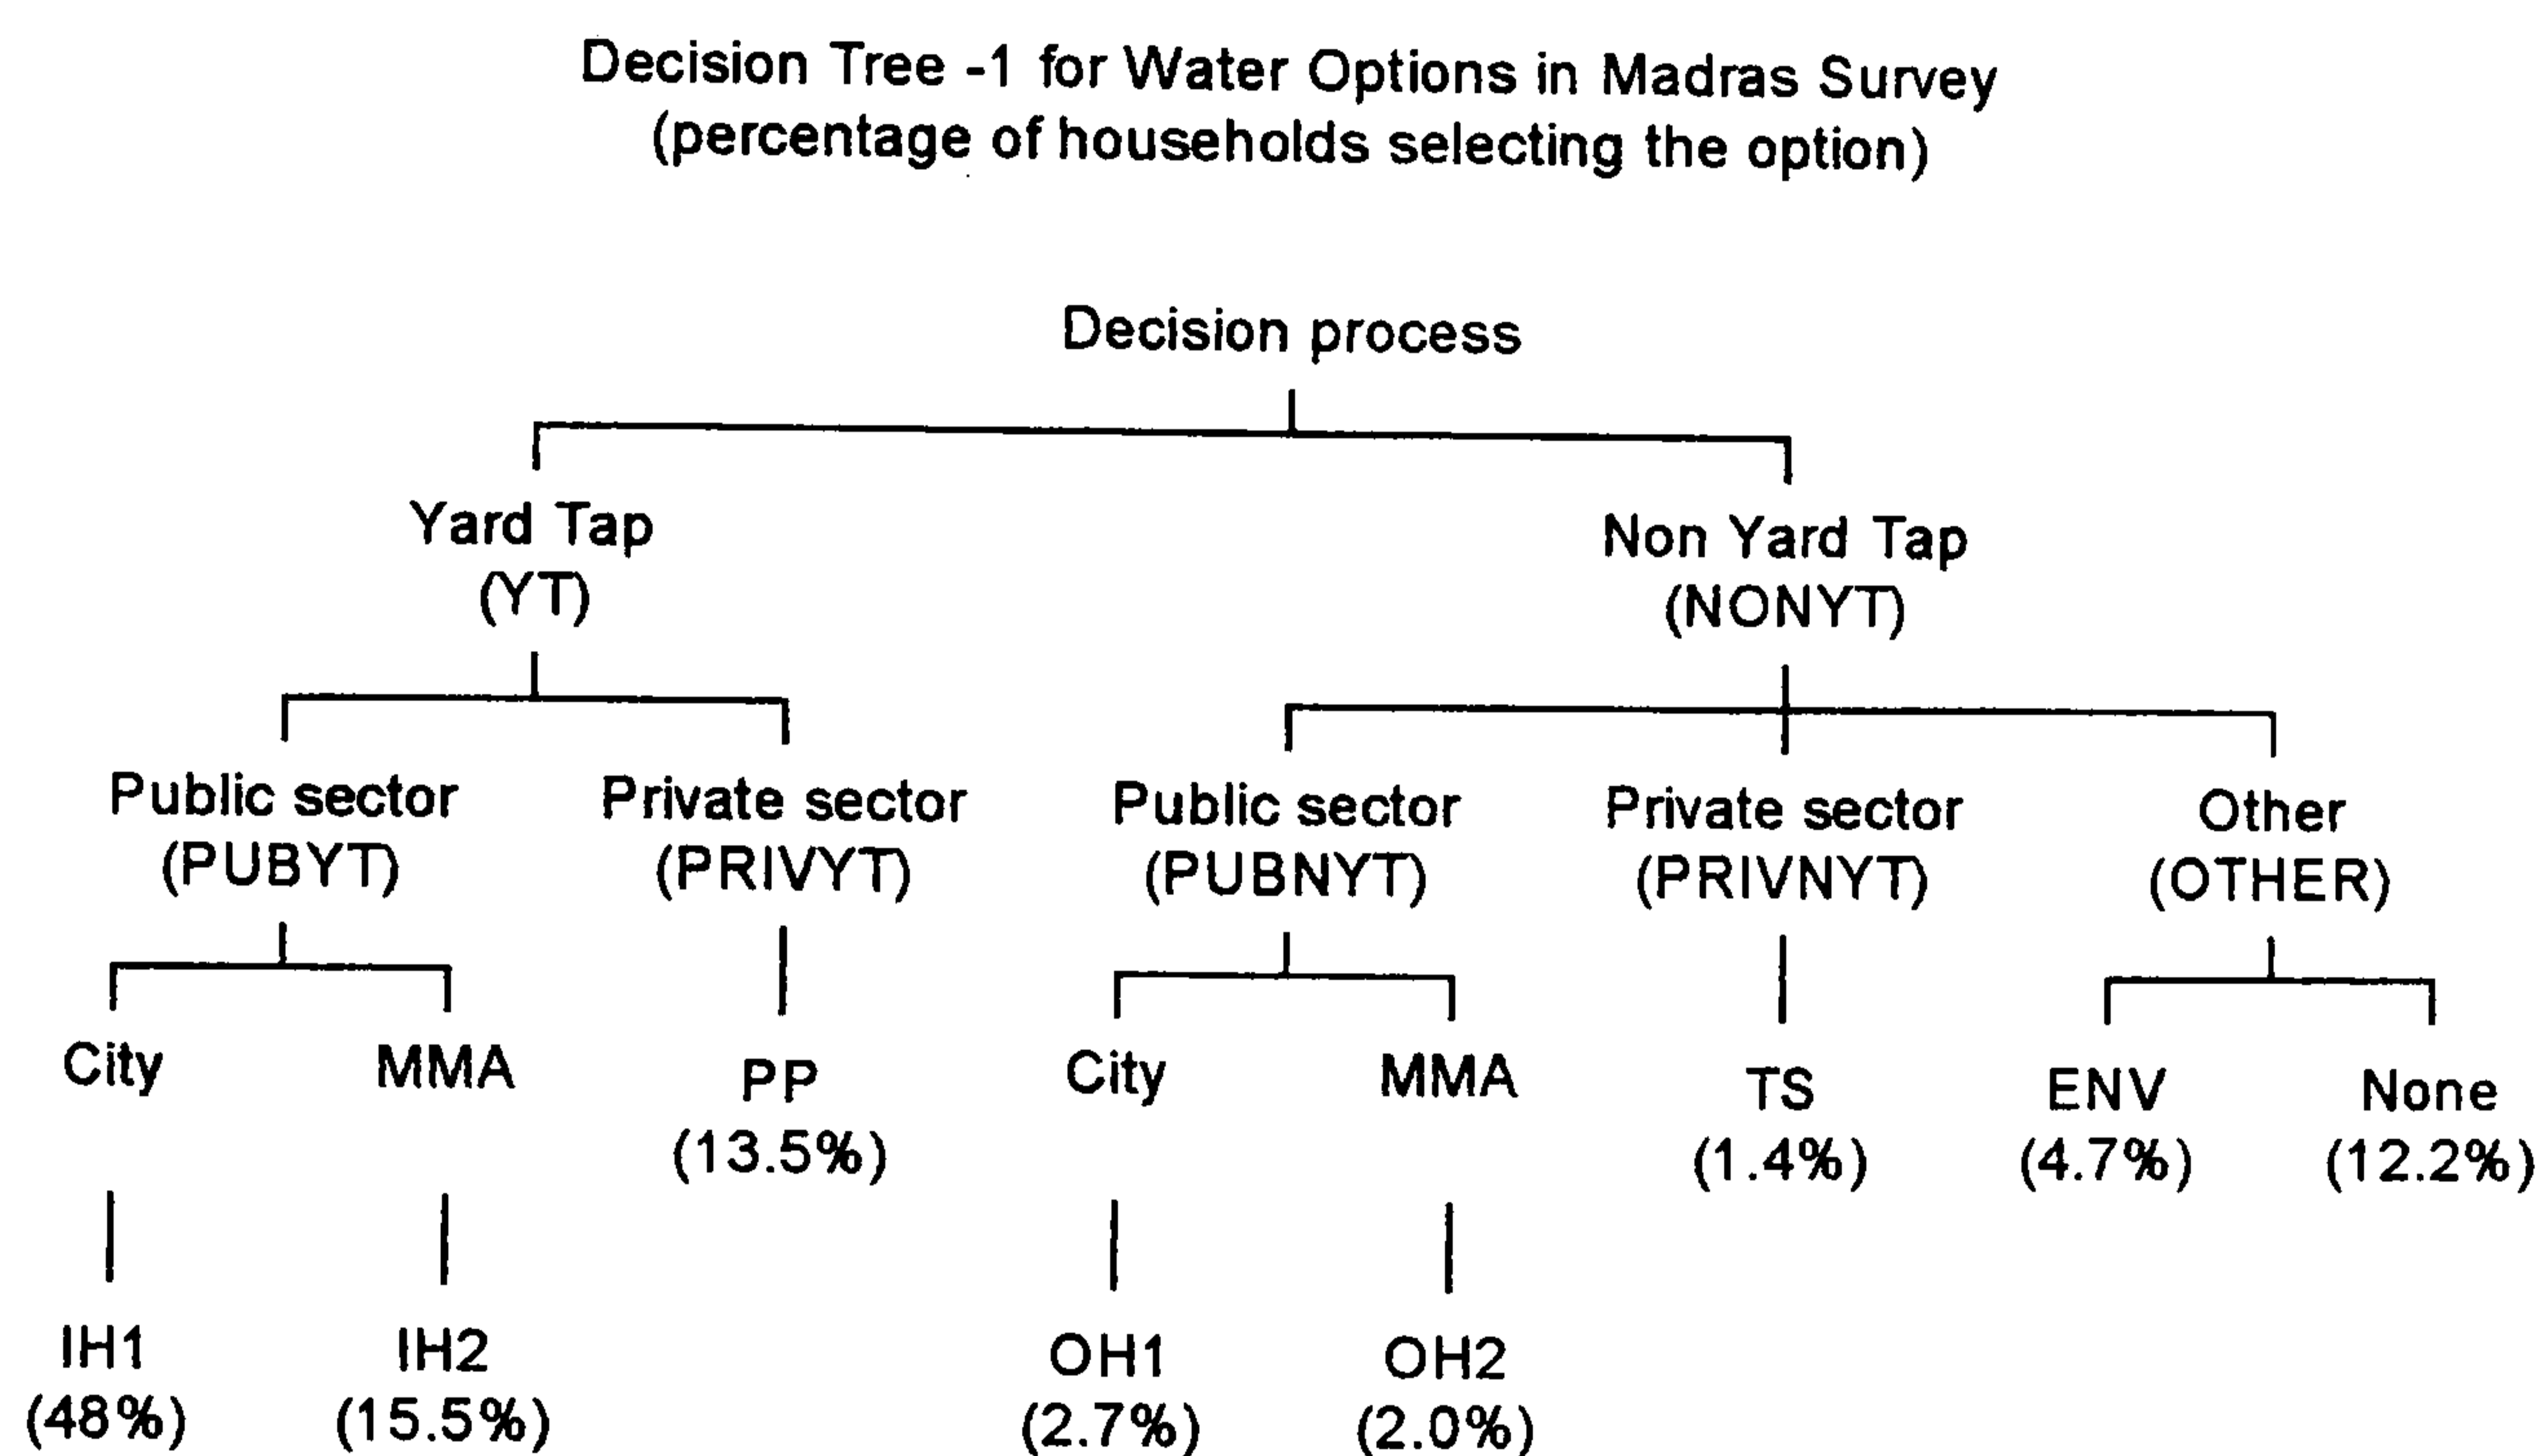 Decision Tree -1 for Water Options in Madras Survey
(percentage of households selecting the option)
Decision process
Yard Tap
(YT)
Non Yard Tap
(NONYT)
Public sector
(PUBYT)
Private sector
(PRIVYT)
Public sector
(PUBNYT)
Private sector
(PRIVNYT)
Other
(OTHER)
City
MMA
PP
(13.5%)
City
MMA
TS
(1.4%)
ENV
(4.7%)
None
(12.2%)
IH1
(48%)
IH2
(15.5%)
OH1
(2.7%)
OH2
(2.0%)